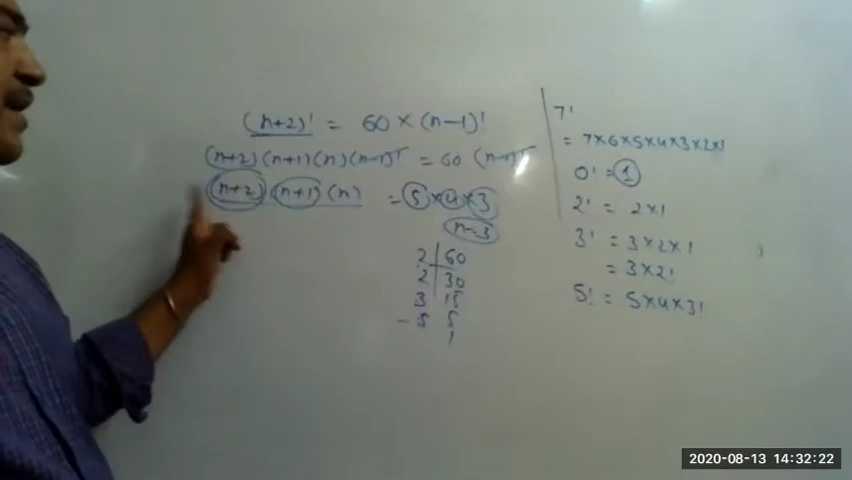 (n+2)! = 60 × (n-1)!
(n+2)(n+1)(n)(n-1)! = 60 (n-1)!
(n+2) (n+1) (n) = 5 × 4 × 3
n=3
2 | 60
2 | 30
3 | 15
- 5 | 5
1
7!
= 7×6×5×4×3×2×1
0! = 1
2! = 2×1
3! = 3×2×1
= 3×2!
5! = 5×4×3!
2020-08-13 14:32:22